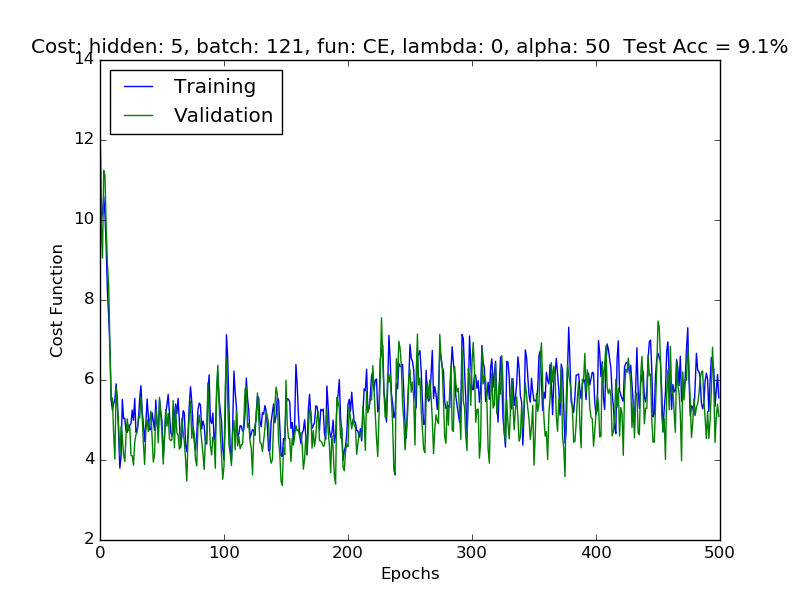 Cost: hidden: 5, batch: 121, fun: CE, lambda: 0, alpha: 50  Test Acc = 9.1%
14
Training
Validation
12
10
8
6
4
2
Cost Function
0
100
200
300
400
500
Epochs